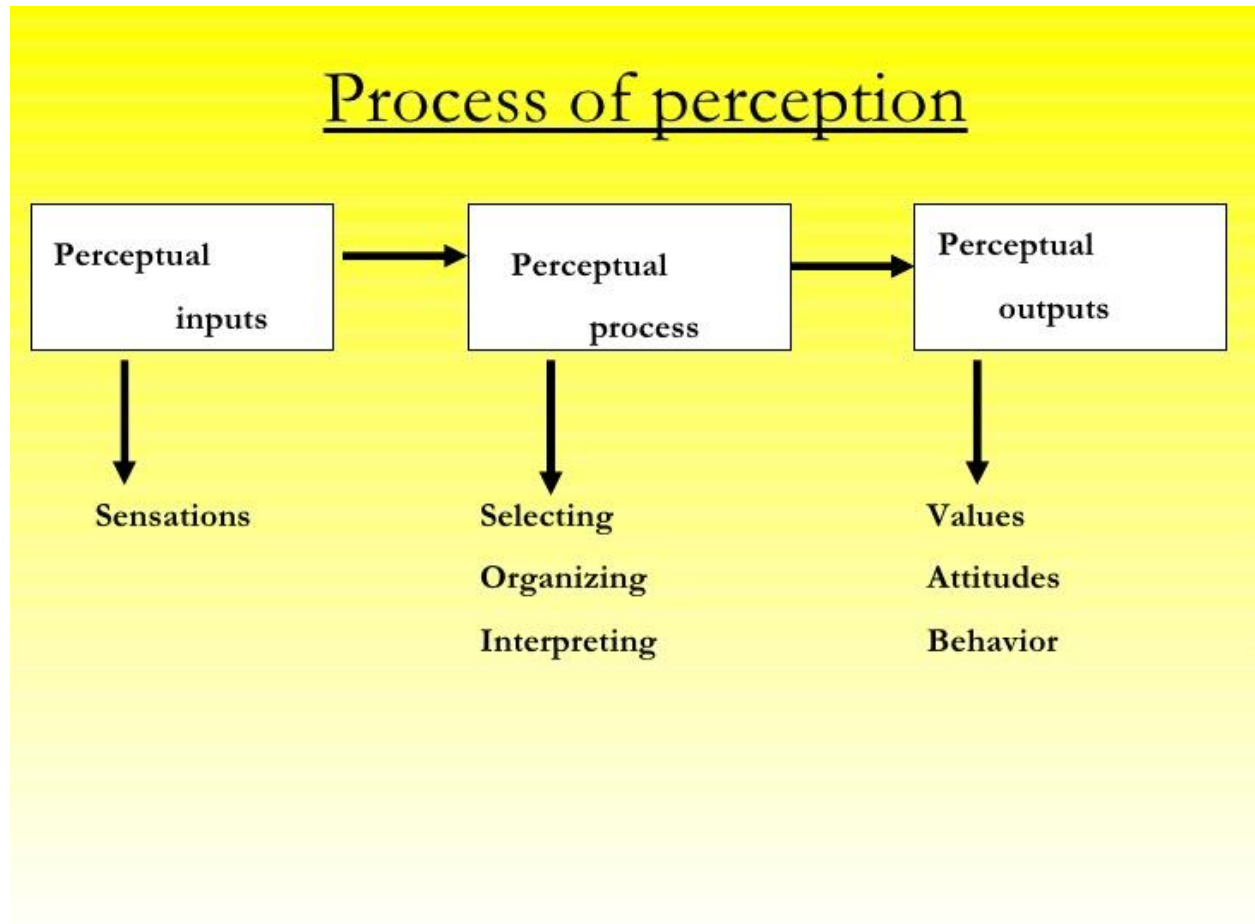 Process of perception
Perceptual
inputs
Perceptual
process
Perceptual
outputs
Sensations
Selecting
Organizing
Interpreting
Values
Attitudes
Behavior